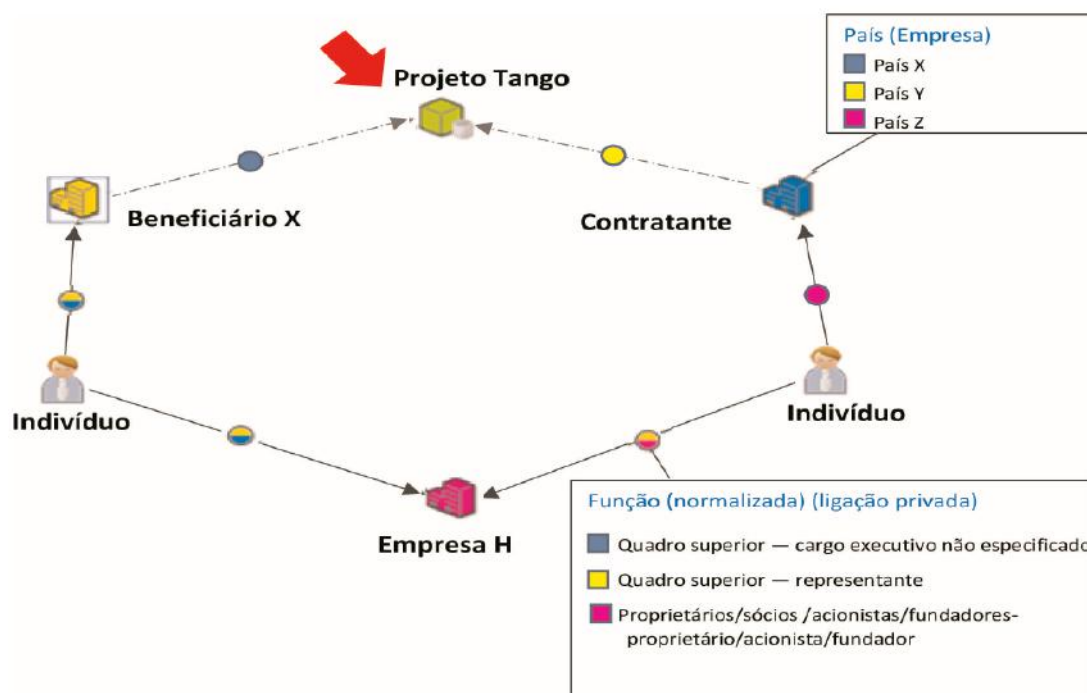 País (Empresa)
País X
País Y
País Z
Projeto Tango
Beneficiário X
Contratante
Indivíduo
Indivíduo
Empresa H
Função (normalizada) (ligação privada)
Quadro superior — cargo executivo não especificado
Quadro superior — representante
Proprietários/sócios /acionistas/fundadores-
proprietário/acionista/fundador